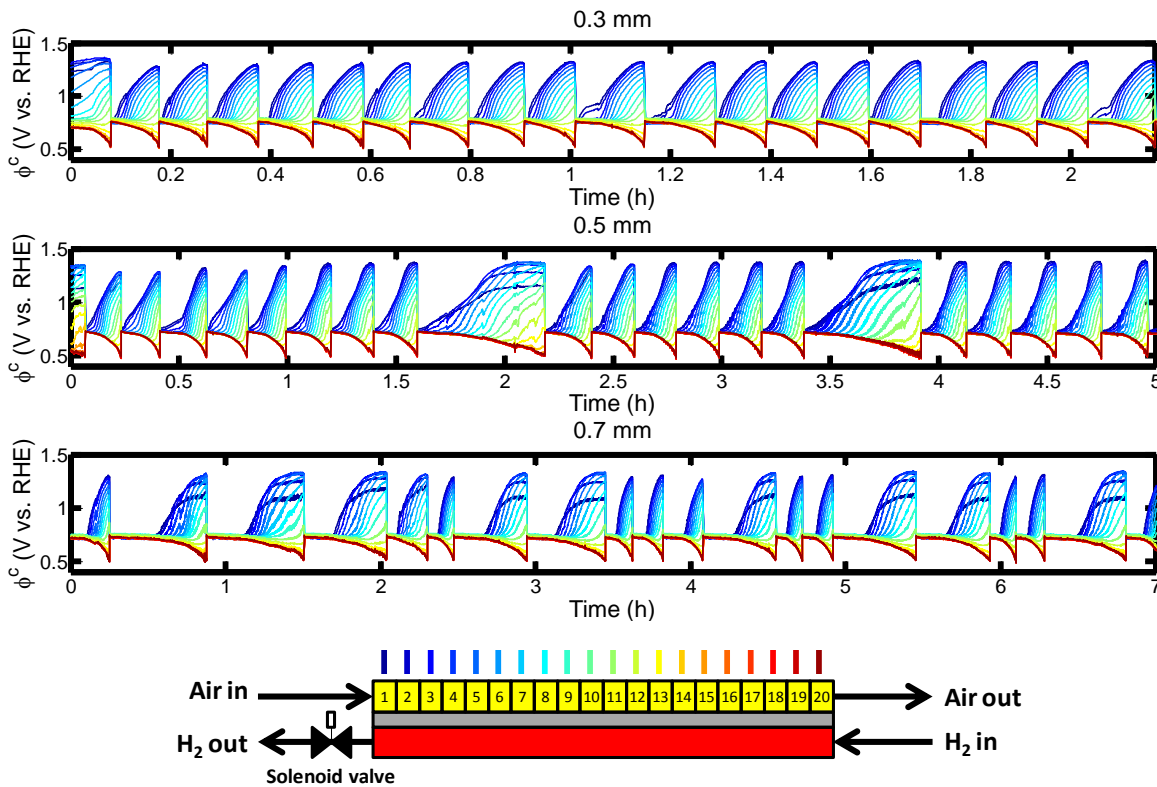 0.3 mm
1.5
1
0.5
ϕᶜ (V vs. RHE)
0 0.2 0.4 0.6 0.8 1 1.2 1.4 1.6 1.8 2
Time (h)
0.5 mm
1.5
1
0.5
ϕᶜ (V vs. RHE)
0 0.5 1 1.5 2 2.5 3 3.5 4 4.5 5
Time (h)
0.7 mm
1.5
1
0.5
ϕᶜ (V vs. RHE)
0 1 2 3 4 5 6 7
Time (h)
Air in
1 2 3 4 5 6 7 8 9 10 11 12 13 14 15 16 17 18 19 20
Air out
H₂ out
H₂ in
Solenoid valve